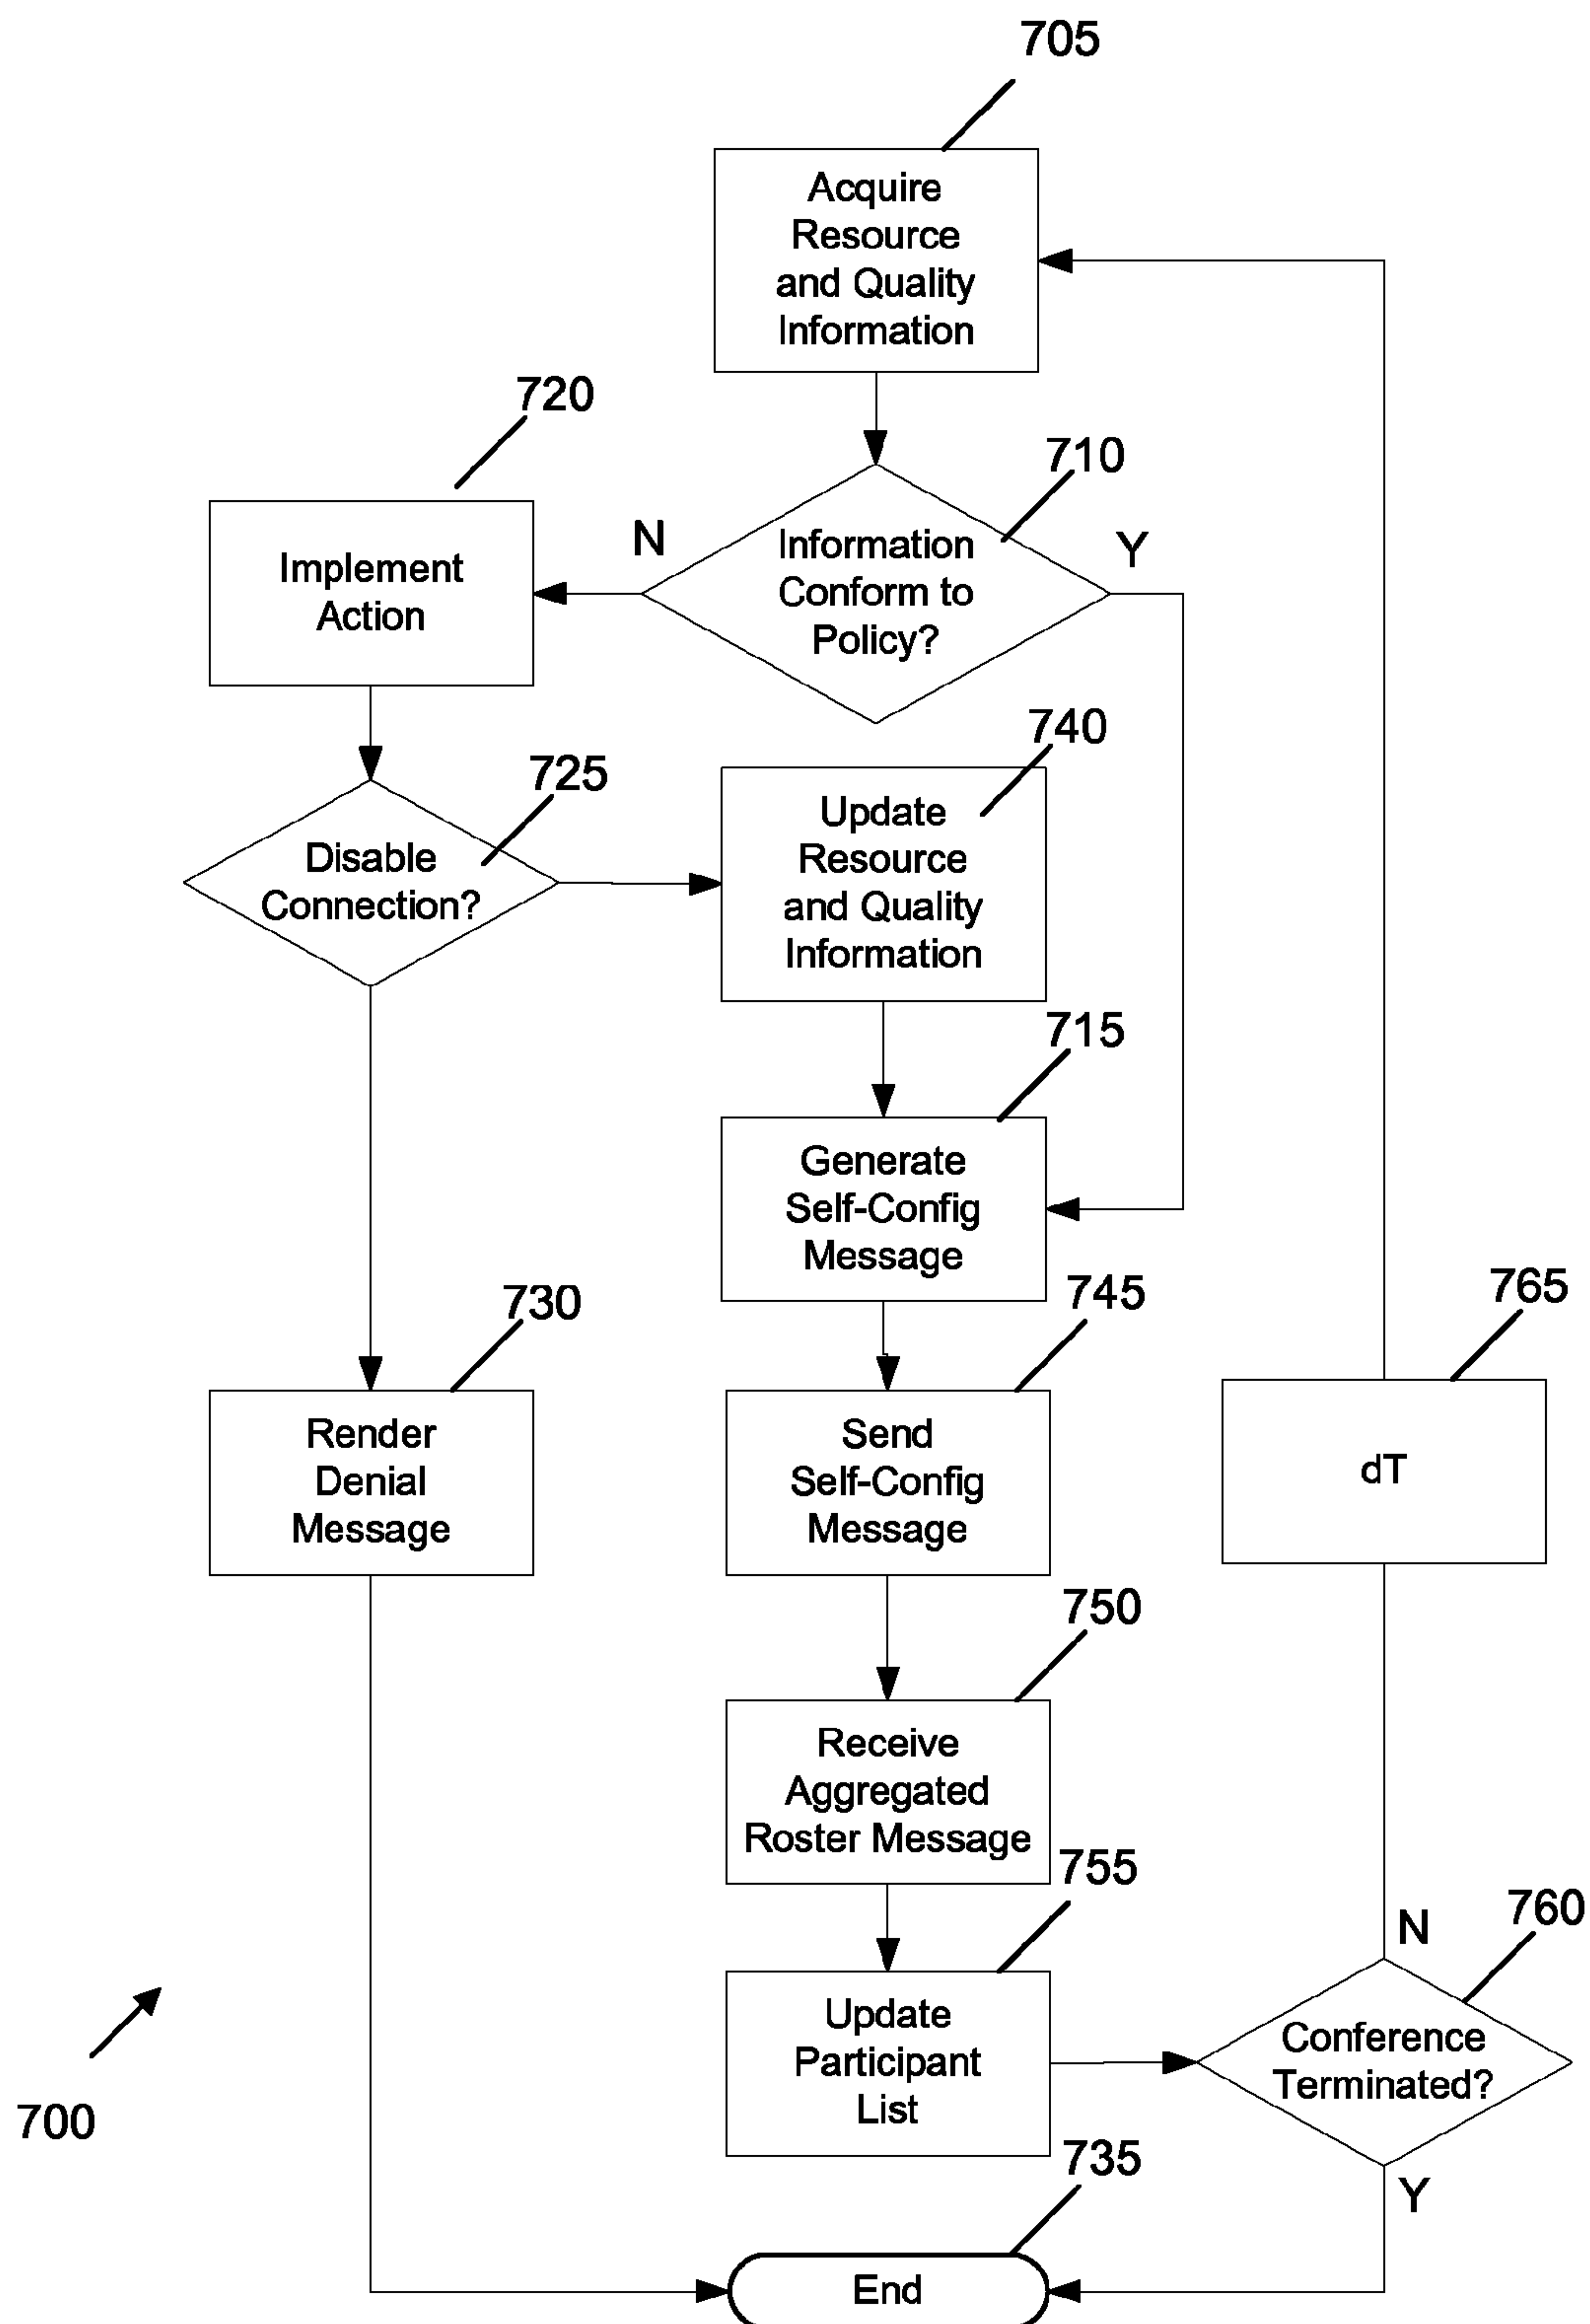 705
Acquire
Resource
and Quality
Information
720
710
N
Information
Conform to
Policy?
Y
Implement
Action
740
725
Disable
Connection?
Update
Resource
and Quality
Information
715
Generate
Self-Config
Message
730
745
765
Render
Denial
Message
Send
Self-Config
Message
dT
750
Receive
Aggregated
Roster Message
755
760
N
Update
Participant
List
Conference
Terminated?
700
735
Y
End